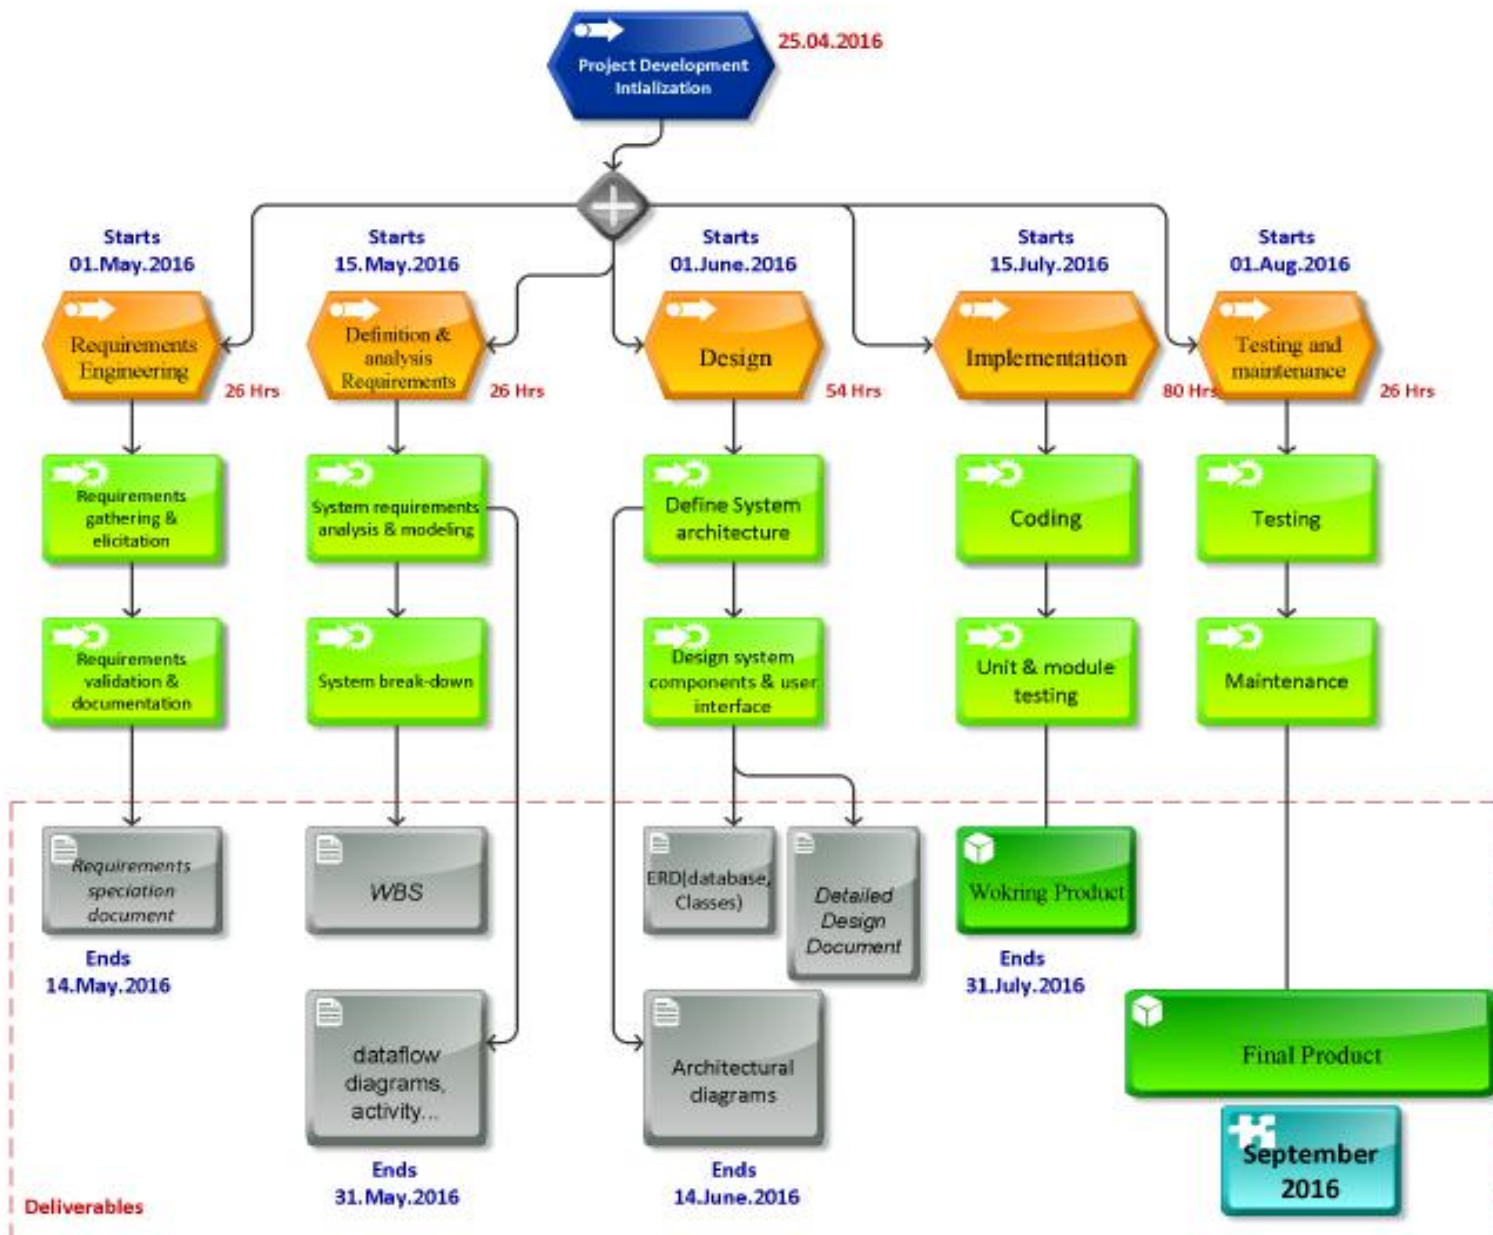 25.04.2016
Project Development
Intialization
Starts
01.May.2016
Starts
15.May.2016
Starts
01.June.2016
Starts
15.July.2016
Starts
01.Aug.2016
Requirements
Engineering
26 Hrs
Definition &
analysis
Requirements
26 Hrs
Design
54 Hrs
Implementation
80 Hrs
Testing and
maintenance
26 Hrs
Requirements
gathering &
elicitation
System requirements
analysis & modeling
Define System
architecture
Coding
Testing
Requirements
validation &
documentation
System break-down
Design system
components & user
interface
Unit & module
testing
Maintenance
Requirements
speciation
document
WBS
ERD(database,
Classes)
Detailed
Design
Document
Wokring Product
Ends
14.May.2016
Ends
31.July.2016
dataflow
diagrams,
activity...
Architectural
diagrams
Final Product
Ends
31.May.2016
Ends
14.June.2016
September
2016
Deliverables